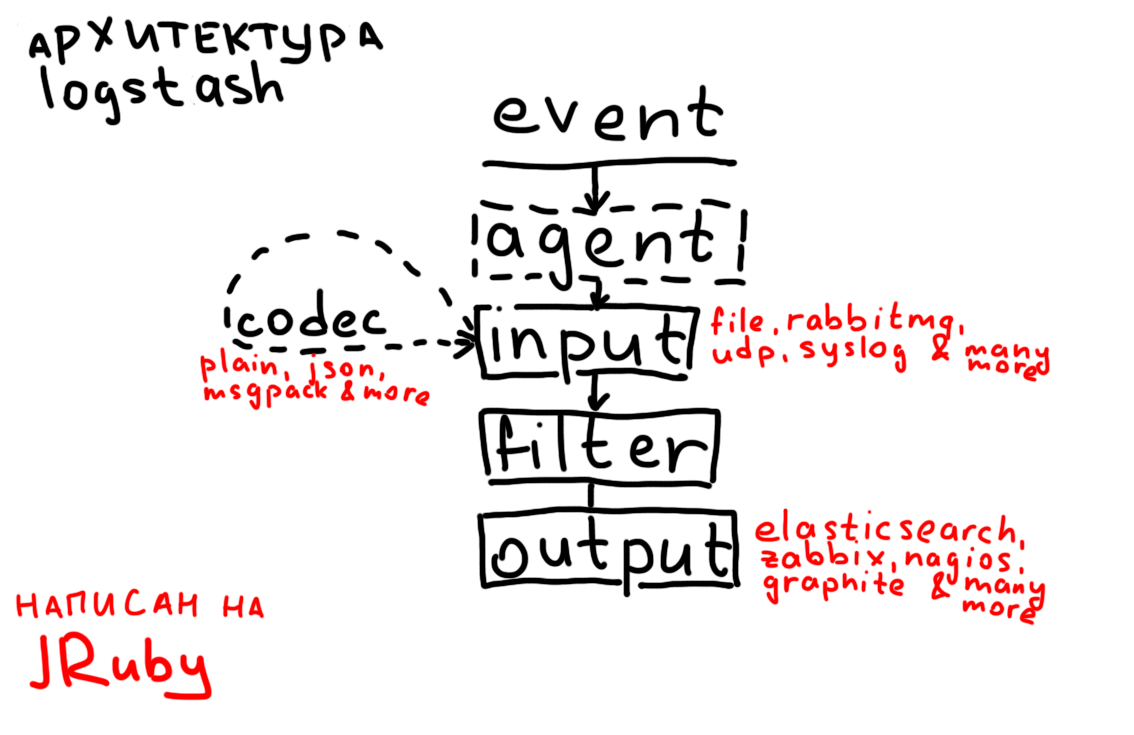 АРХИТЕКТУРА
logstash
event
agent
codec
plain, json,
msgpack & more
input
file, rabbitmq,
udp, syslog & many
more
filter
output
elasticsearch,
zabbix, nagios,
graphite & many
more
НАПИСАН НА
JRuby